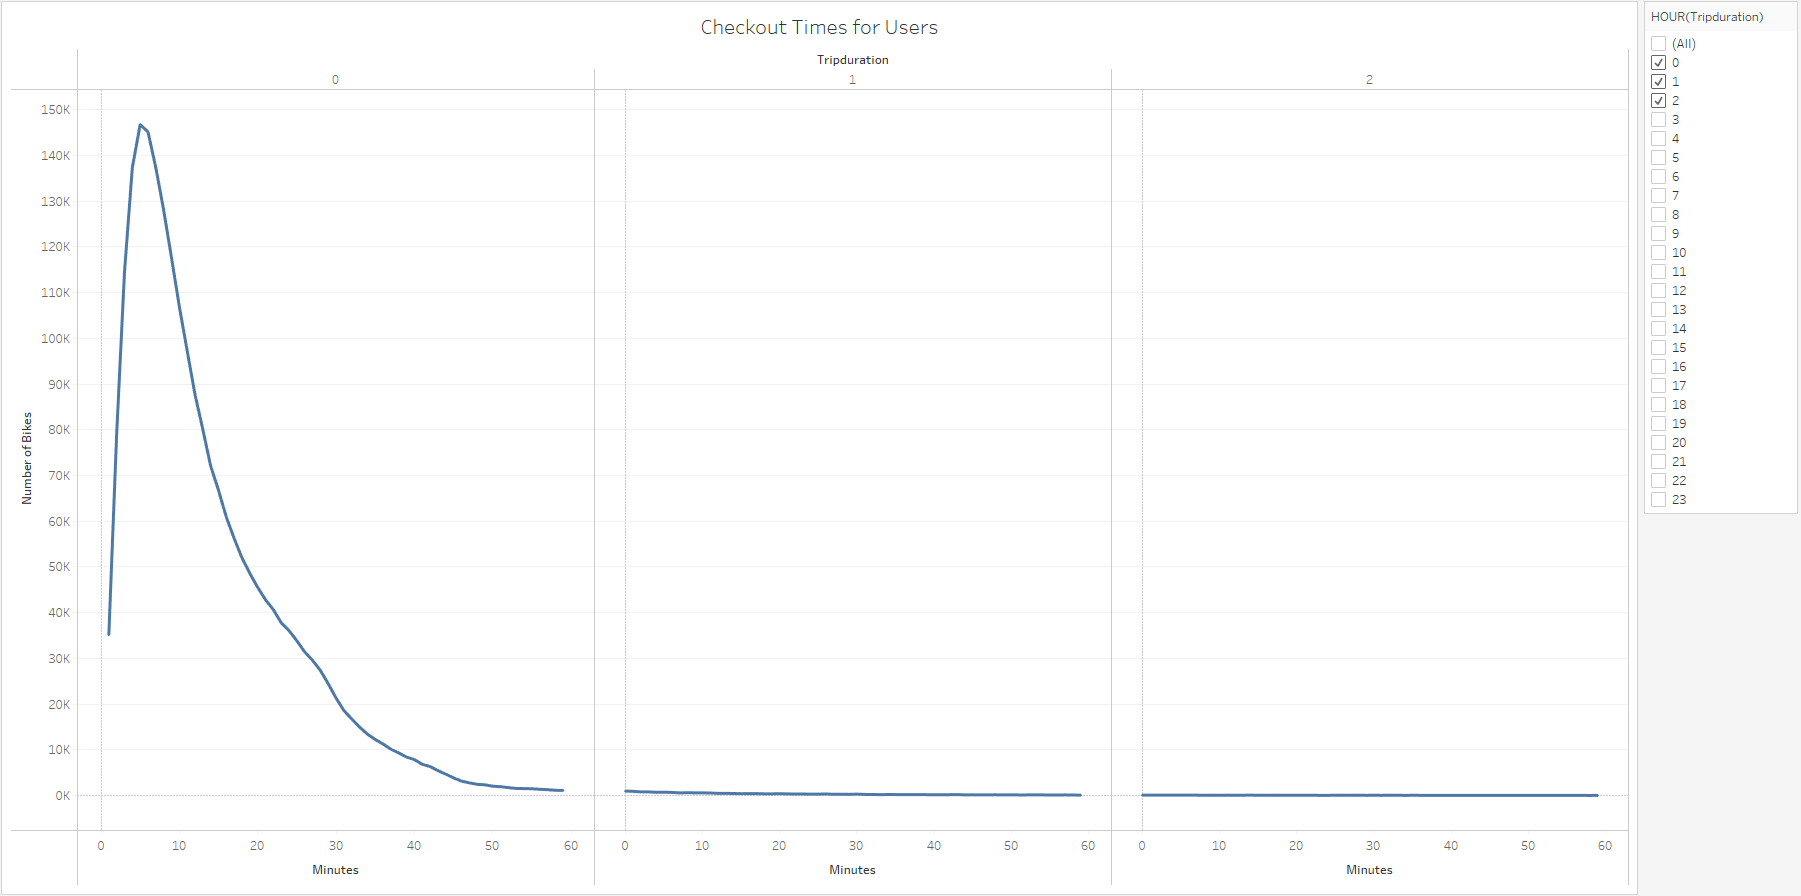 Checkout Times for Users
Tripduration
0 1 2
150K
140K
130K
120K
110K
100K
90K
80K
70K
60K
50K
40K
30K
20K
10K
0K
Number of Bikes
0 10 20 30 40 50 60 0 10 20 30 40 50 60 0 10 20 30 40 50 60
Minutes Minutes Minutes
HOUR(Tripduration)
(All)
0
1
2
3
4
5
6
7
8
9
10
11
12
13
14
15
16
17
18
19
20
21
22
23